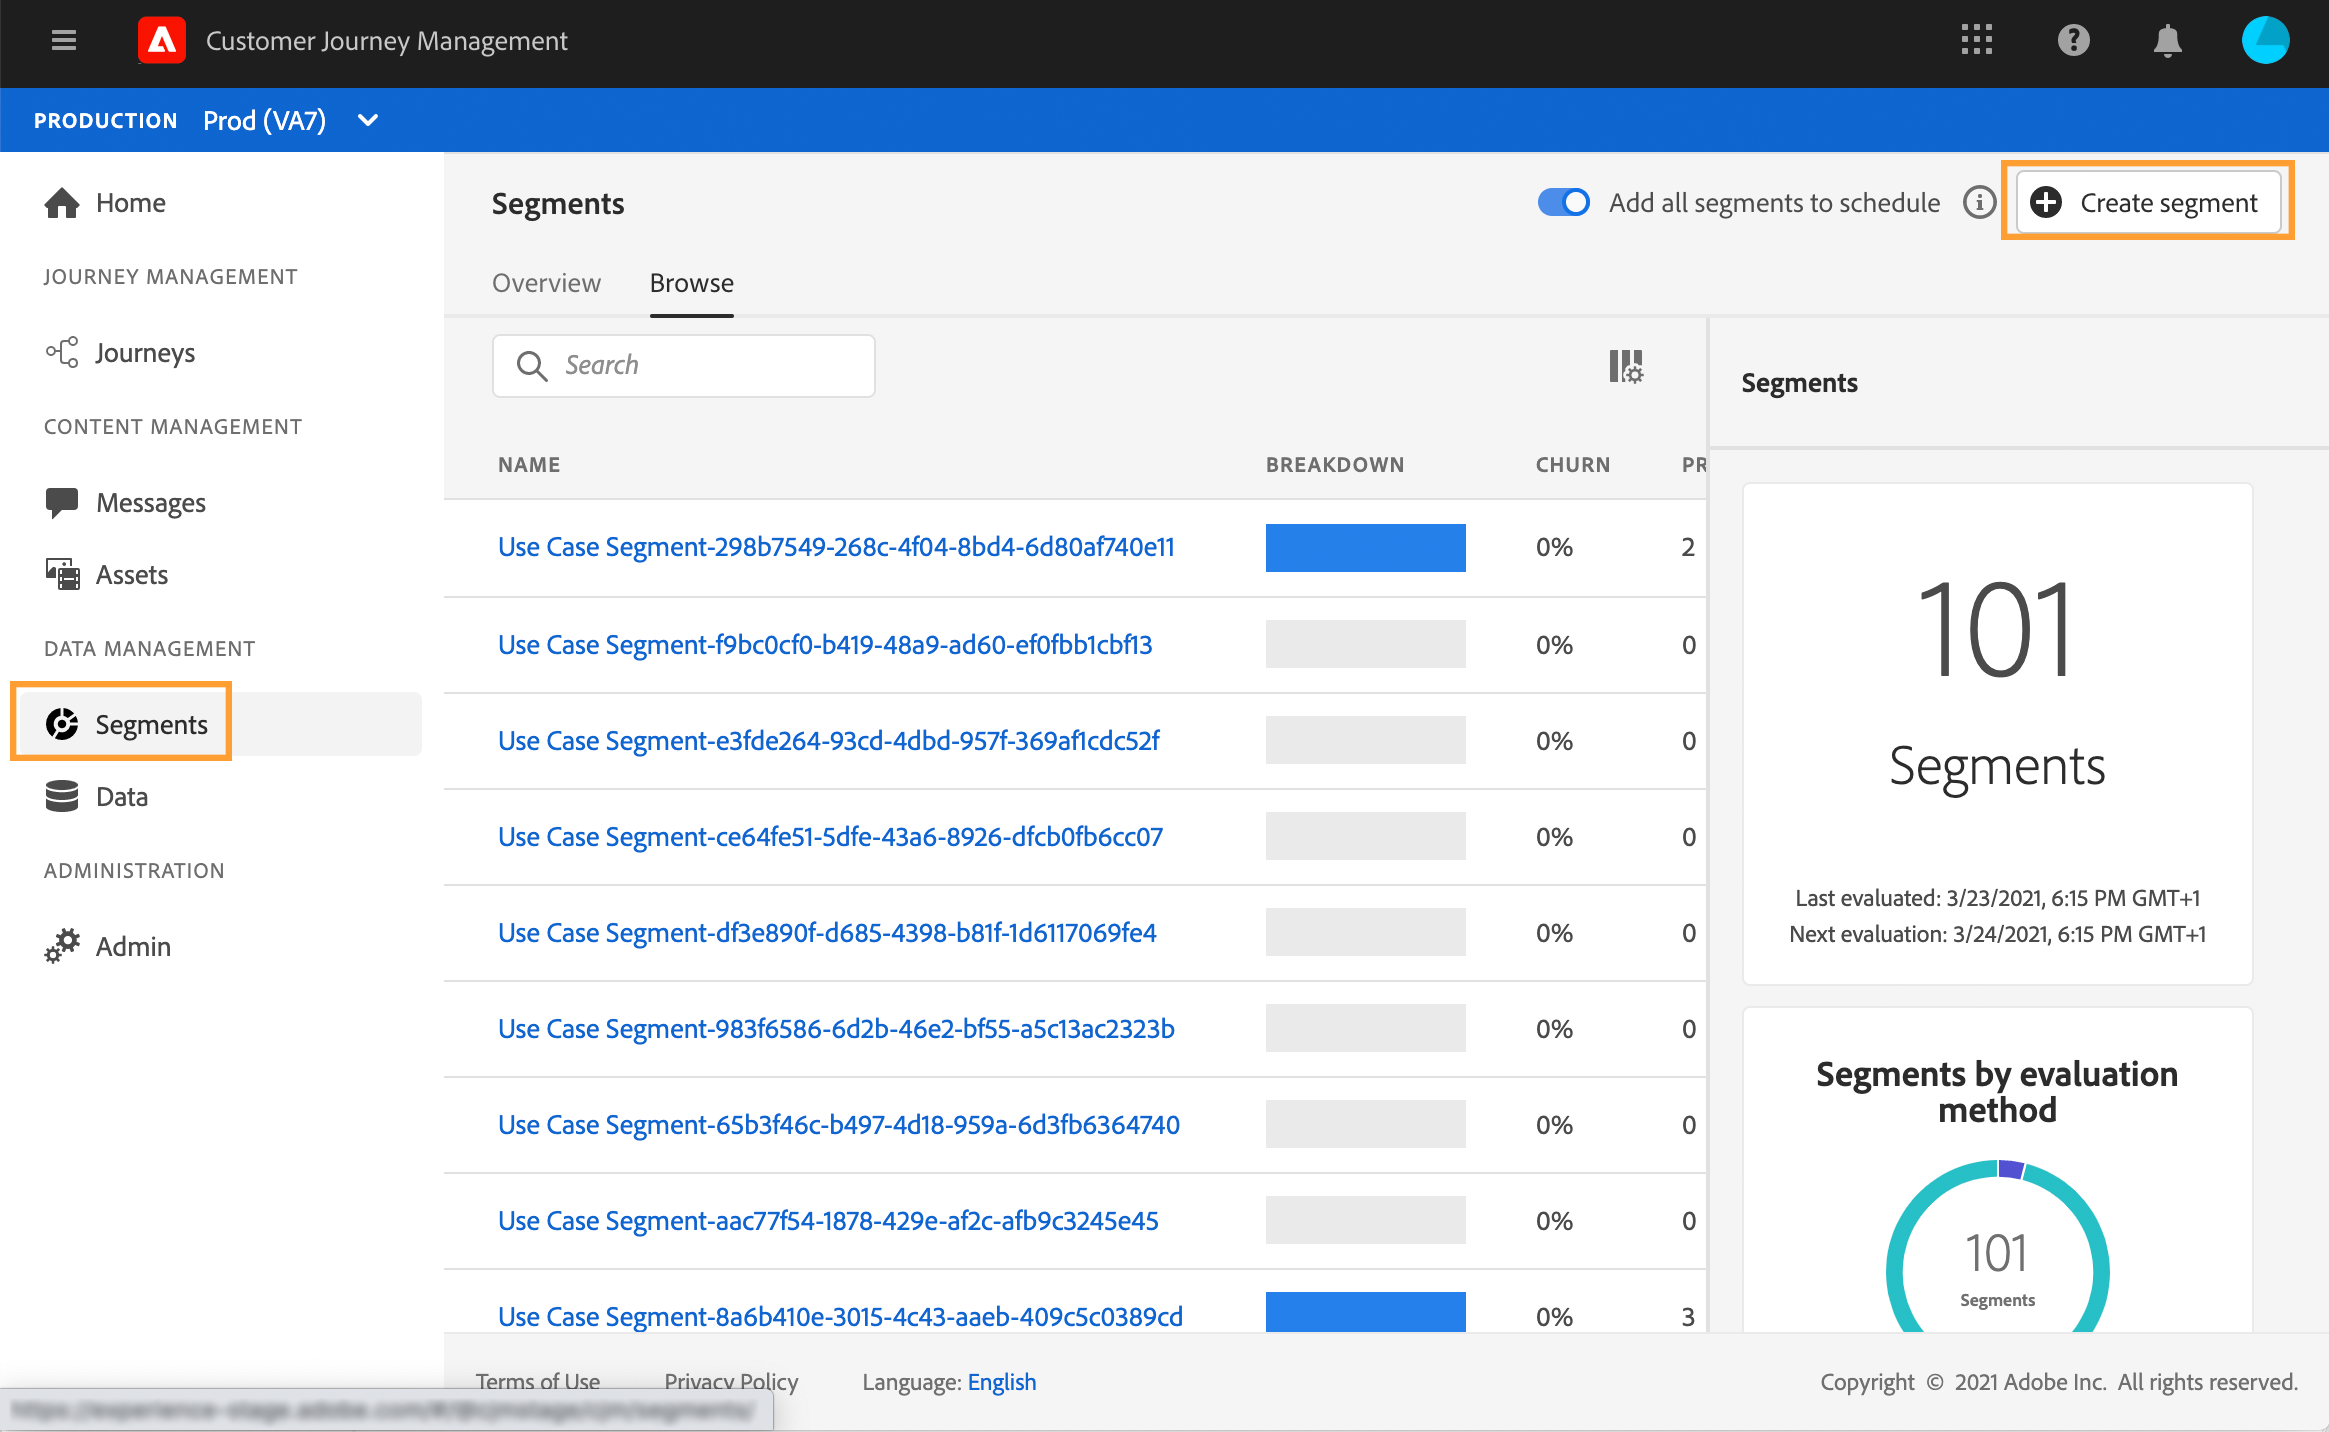 Customer Journey Management
PRODUCTION Prod (VA7)
Home
JOURNEY MANAGEMENT
Journeys
CONTENT MANAGEMENT
Messages
Assets
DATA MANAGEMENT
Segments
Data
ADMINISTRATION
Admin
Segments
Add all segments to schedule
Create segment
Overview Browse
Search
NAME BREAKDOWN CHURN PR
Use Case Segment-298b7549-268c-4f04-8bd4-6d80af740e11 0% 2
Use Case Segment-f9bc0cf0-b419-48a9-ad60-ef0fbb1cbf13 0% 0
Use Case Segment-e3fde264-93cd-4dbd-957f-369af1cdc52f 0% 0
Use Case Segment-ce64fe51-5dfe-43a6-8926-dfcb0fb6cc07 0% 0
Use Case Segment-df3e890f-d685-4398-b81f-1d6117069fe4 0% 0
Use Case Segment-983f6586-6d2b-46e2-bf55-a5c13ac2323b 0% 0
Use Case Segment-65b3f46c-b497-4d18-959a-6d3fb6364740 0% 0
Use Case Segment-aac77f54-1878-429e-af2c-afb9c3245e45 0% 0
Use Case Segment-8a6b410e-3015-4c43-aaeb-409c5c0389cd 0% 3
Segments
101
Segments
Last evaluated: 3/23/2021, 6:15 PM GMT+1
Next evaluation: 3/24/2021, 6:15 PM GMT+1
Segments by evaluation
method
101
Segments
Terms of Use Privacy Policy Language: English
Copyright © 2021 Adobe Inc. All rights reserved.